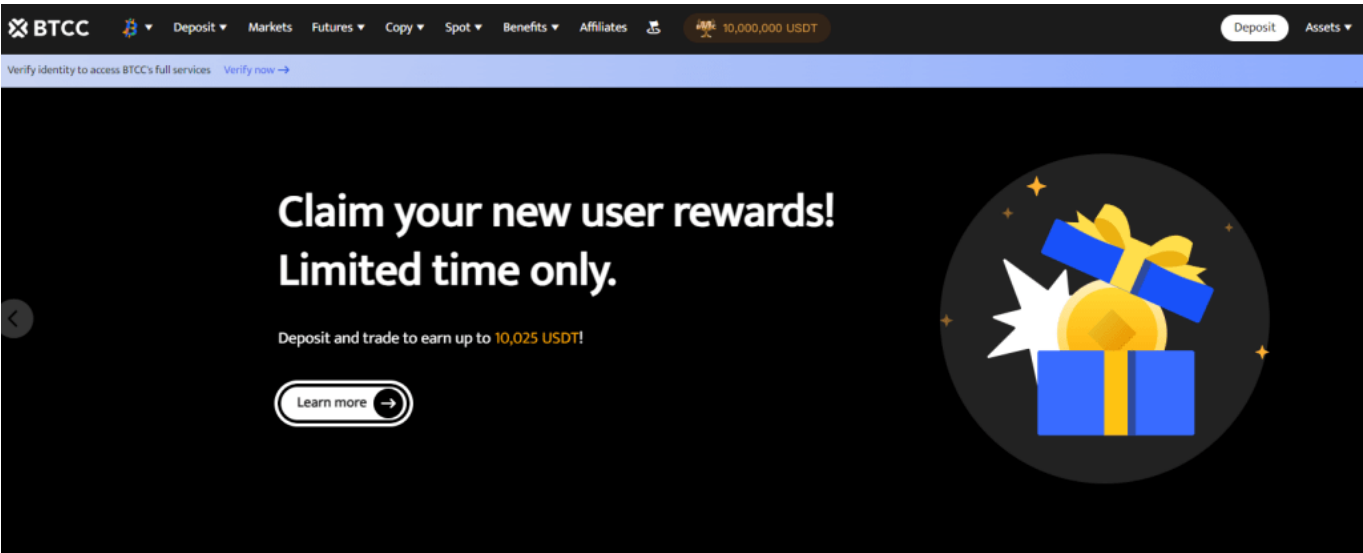 BTCC Deposit Markets Futures Copy Spot Benefits Affiliates 10,000,000 USDT Deposit Assets
Verify identity to access BTCC's full services Verify now →
Claim your new user rewards!
Limited time only.
Deposit and trade to earn up to 10,025 USDT!
Learn more